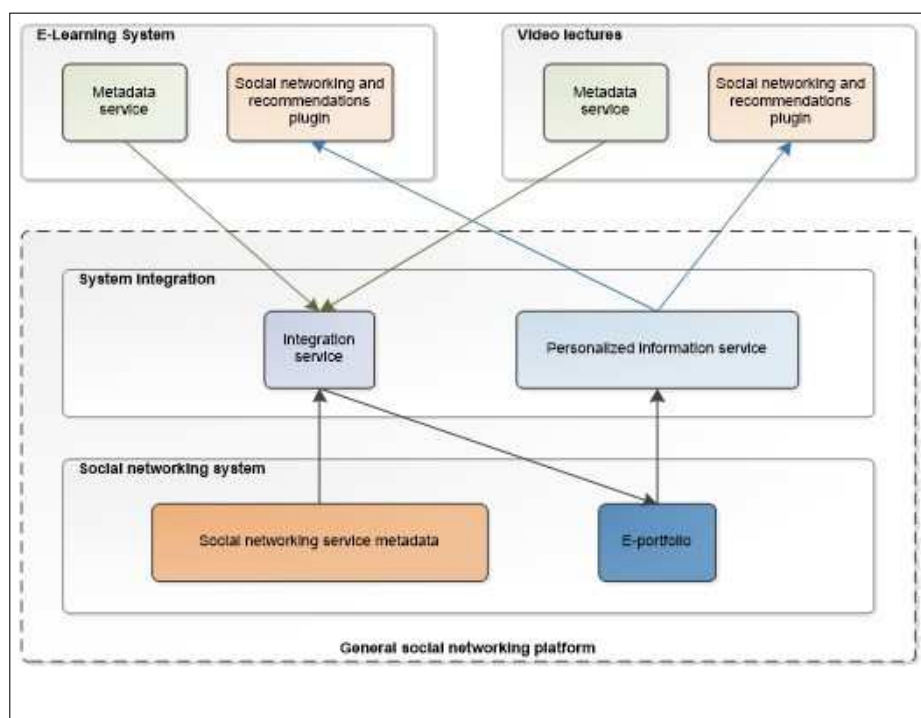 E-Learning System
Metadata
service
Social networking and
recommendations
plugin
Video lectures
Metadata
service
Social networking and
recommendations
plugin
System integration
Integration
service
Personalized information service
Social networking system
Social networking service metadata
E-portfolio
General social networking platform